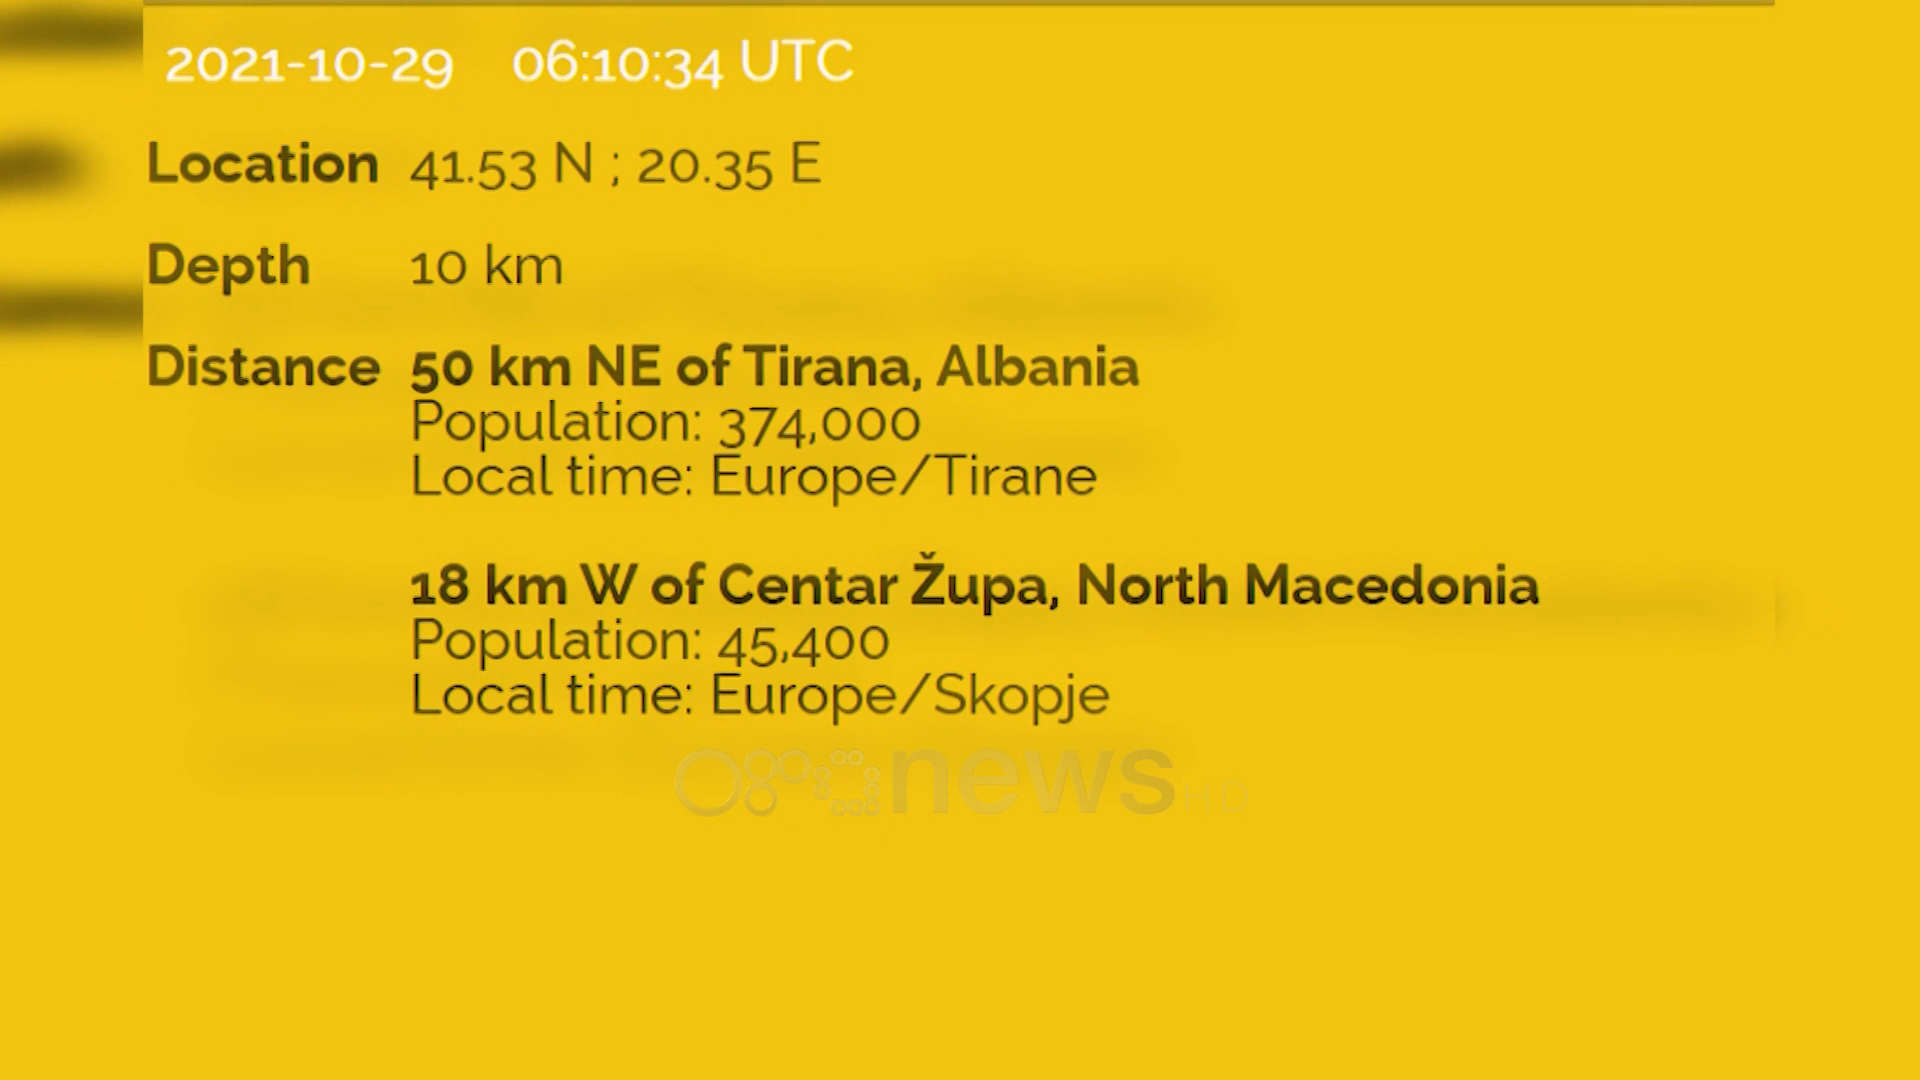 2021-10-29 06:10:34 UTC
Location 41.53 N ; 20.35 E
Depth 10 km
Distance 50 km NE of Tirana, Albania
Population: 374,000
Local time: Europe/Tirane
18 km W of Centar Župa, North Macedonia
Population: 45,400
Local time: Europe/Skopje
news HD